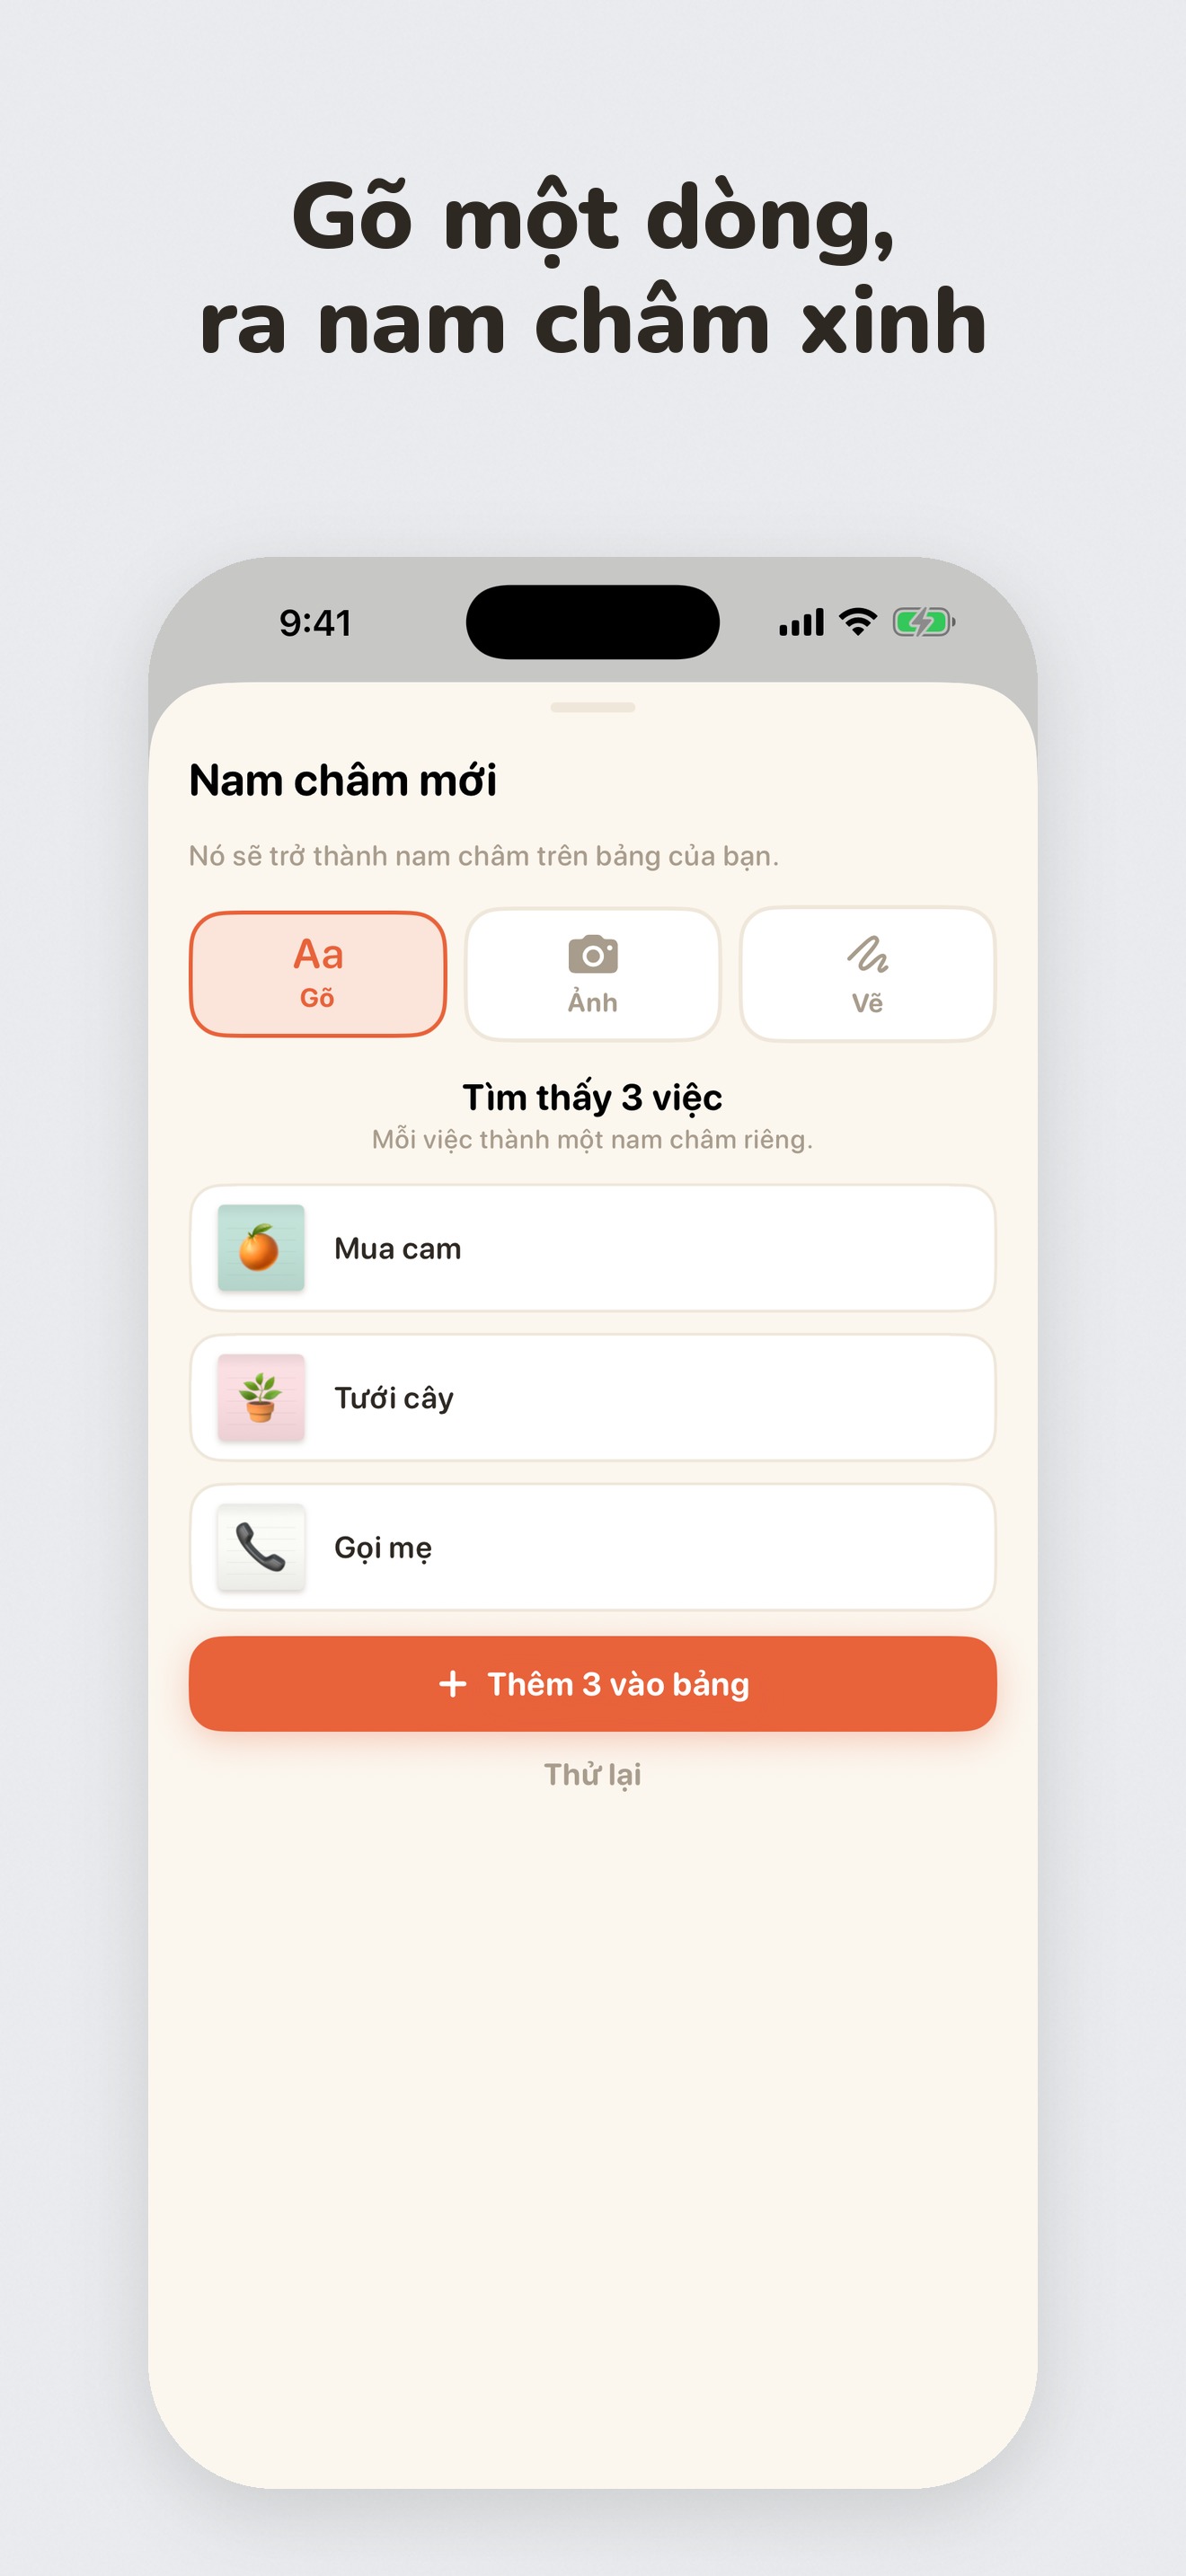 Gõ một dòng,
ra nam châm xinh
9:41
Nam châm mới
Nó sẽ trở thành nam châm trên bảng của bạn.
Aa
Gõ
Ảnh
Vẽ
Tìm thấy 3 việc
Mỗi việc thành một nam châm riêng.
Mua cam
Tưới cây
Gọi mẹ
+ Thêm 3 vào bảng
Thử lại